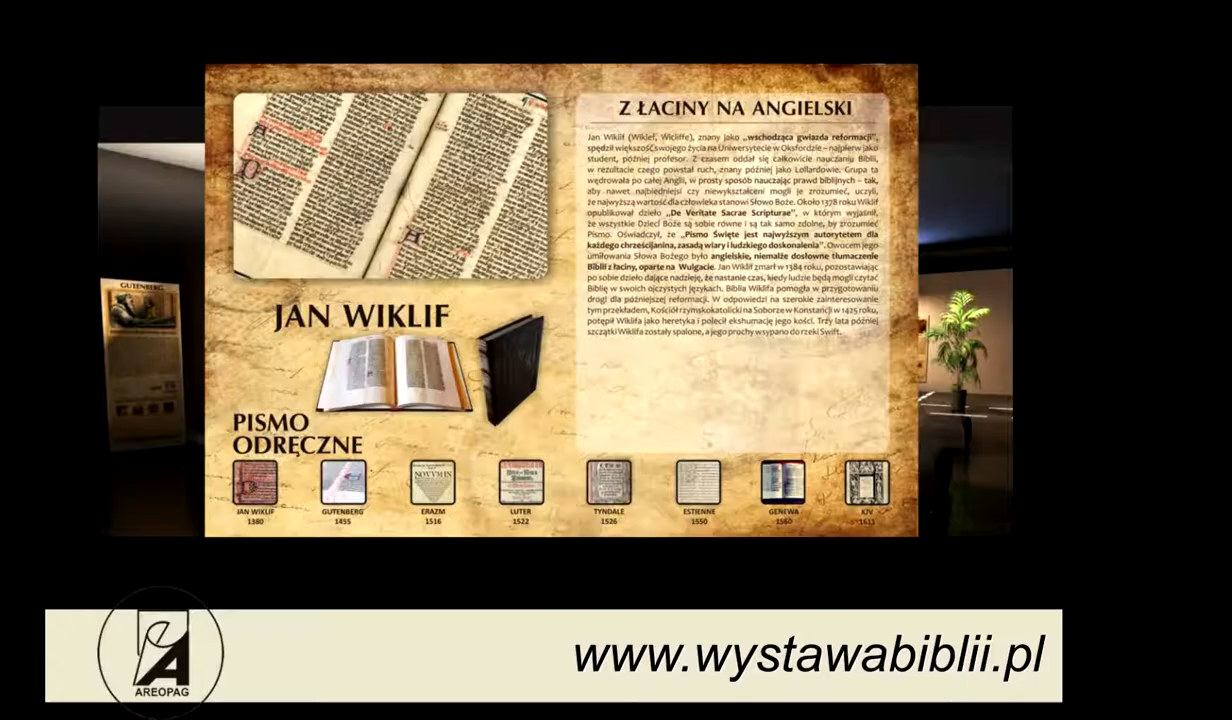 Z ŁACINY NA ANGIELSKI
Jan Wiklif (Wiklef, Wicliffe), znany jako „wschodząca gwiazda reformacji",
spędził większość swojego życia na Uniwersytecie w Oksfordzie – najpierw jako
student, później profesor. Z czasem oddał się całkowicie nauczaniu Biblii,
w rezultacie czego powstał ruch, znany później jako Lollardowie. Grupa ta
wędrowała po całej Anglii, w prosty sposób nauczając prawd biblijnych – tak,
aby nawet najbiedniejsi czy niewykształceni mogli je zrozumieć, uczyli,
że najwyższą wartość dla człowieka stanowi Słowo Boże. Około 1378 roku Wiklif
opublikował dzieło „De Veritate Sacrae Scripturae", w którym wyjaśnił,
że wszystkie Dzieci Boże są sobie równe i są tak samo zdolne, by zrozumieć
Pismo. Oświadczył, że „Pismo Święte jest najwyższym autorytetem dla
każdego chrześcijanina, zasadą wiary i ludzkiego doskonalenia". Owocem jego
umiłowania Słowa Bożego było angielskie, niemalże dosłowne tłumaczenie
Biblii z łaciny, oparte na Wulgacie. Jan Wiklif zmarł w 1384 roku, pozostawiając
po sobie dzieło dające nadzieję, że nastanie czas, kiedy ludzie będą mogli czytać
Biblię w swoich ojczystych językach. Biblia Wiklifa pomogła w przygotowaniu
drogi dla późniejszej reformacji. W odpowiedzi na szerokie zainteresowanie
tym przekładem, Kościół rzymskokatolicki na Soborze w Konstancji w 1425 roku,
potępił Wiklifa jako heretyka i polecił ekshumację jego kości. Trzy lata później
szczątki Wiklifa zostały spalone, a jego prochy wsypano do rzeki Swift.
GUTENBERG
JAN WIKLIF
PISMO
ODRĘCZNE
NOVVM IN
JAN WIKLIF
1380
GUTENBERG
1455
ERAZM
1516
LUTER
1522
TYNDALE
1526
ESTIENNE
1550
GENEWA
1560
KJV
1611
AREOPAG
www.wystawabiblii.pl